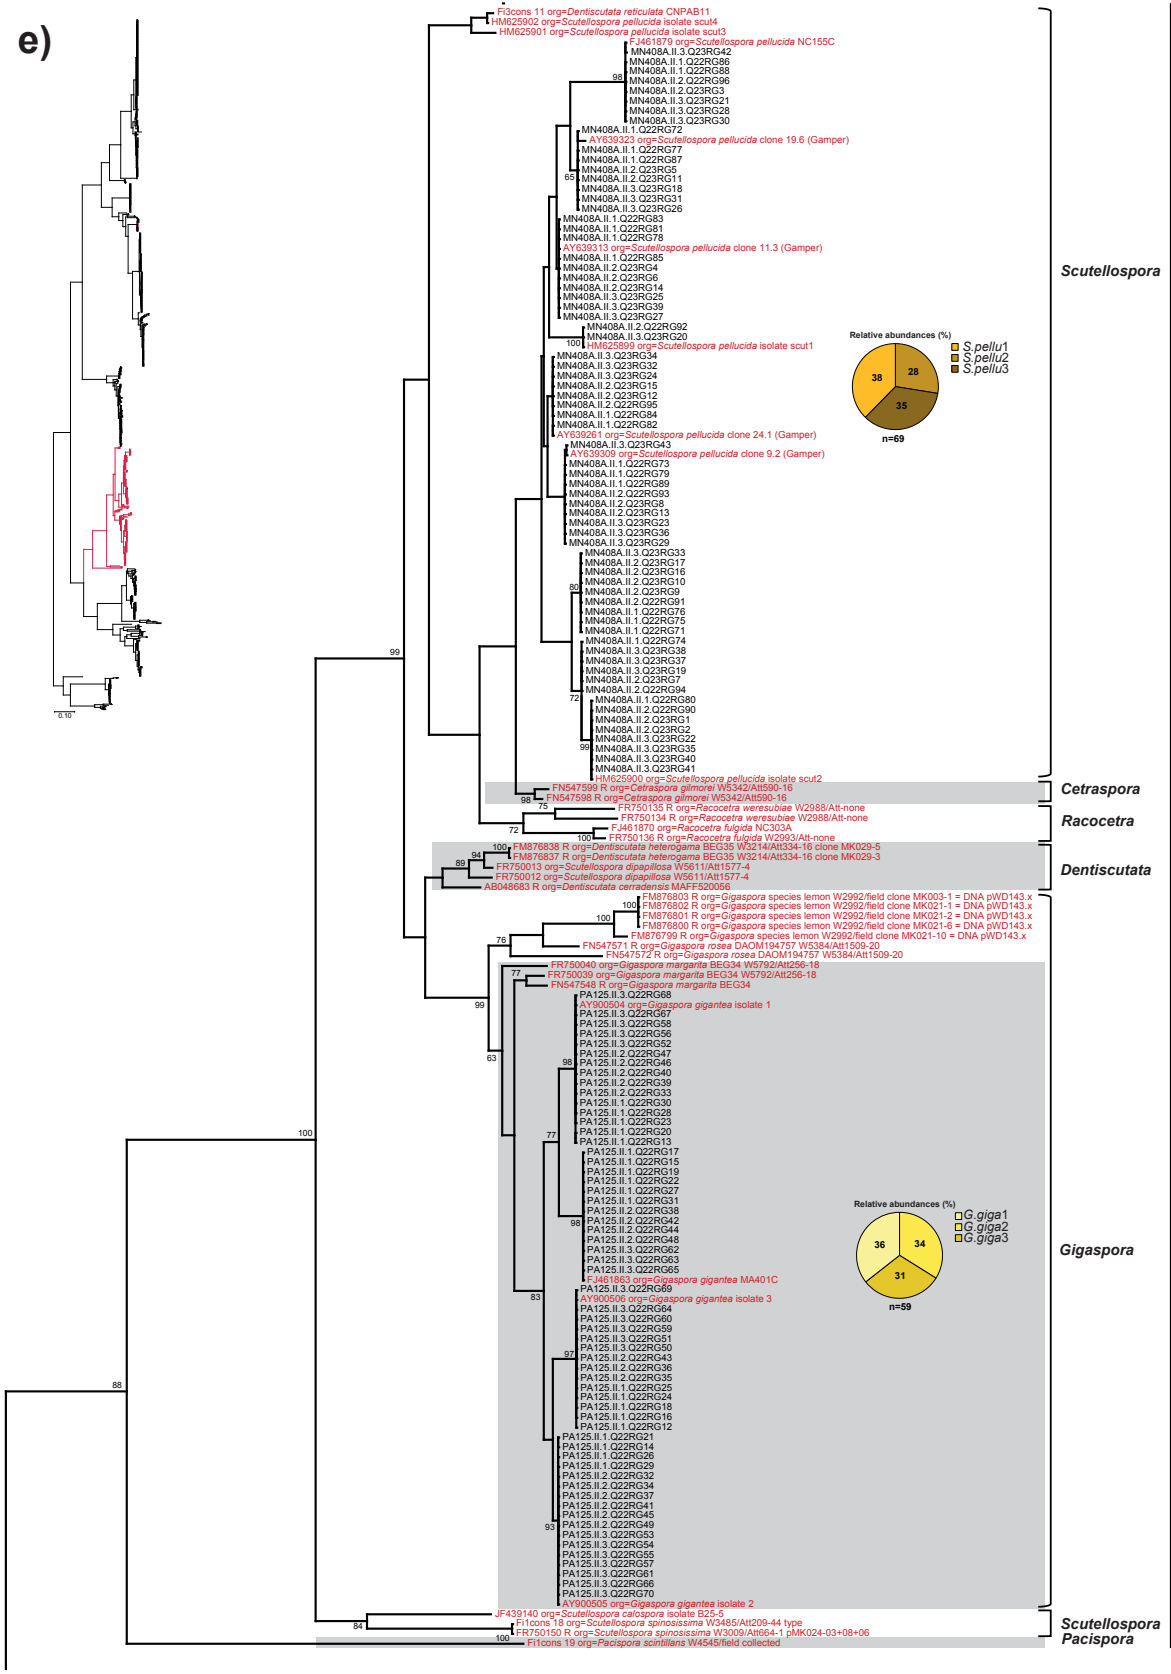 e)
Fi3cons 11 org=Dentiscutata reticulata CNPAB11
HM625902 org=Scutellospora pellucida isolate scut4
HM625901 org=Scutellospora pellucida isolate scut3
FJ461879 org=Scutellospora pellucida NC155C
MN408A.II.3.Q23RG42
MN408A.II.1.Q22RG86
MN408A.II.1.Q22RG88
98
MN408A.II.2.Q22RG96
MN408A.II.2.Q23RG3
MN408A.II.3.Q23RG21
MN408A.II.3.Q23RG28
MN408A.II.3.Q23RG30
MN408A.II.1.Q22RG72
AY639323 org=Scutellospora pellucida clone 19.6 (Gamper)
MN408A.II.1.Q22RG77
MN408A.II.1.Q22RG87
MN408A.II.2.Q23RG5
65
MN408A.II.2.Q23RG11
MN408A.II.3.Q23RG18
MN408A.II.3.Q23RG31
MN408A.II.3.Q23RG26
MN408A.II.1.Q22RG83
MN408A.II.1.Q22RG81
MN408A.II.1.Q22RG78
AY639313 org=Scutellospora pellucida clone 11.3 (Gamper)
MN408A.II.1.Q22RG85
MN408A.II.2.Q23RG4
MN408A.II.2.Q23RG6
MN408A.II.2.Q23RG14
MN408A.II.3.Q23RG25
MN408A.II.3.Q23RG39
MN408A.II.3.Q23RG27
MN408A.II.2.Q22RG92
MN408A.II.3.Q23RG20
100
HM625899 org=Scutellospora pellucida isolate scut1
MN408A.II.3.Q23RG34
MN408A.II.3.Q23RG32
MN408A.II.3.Q23RG24
MN408A.II.2.Q23RG15
MN408A.II.2.Q23RG12
MN408A.II.2.Q22RG95
MN408A.II.1.Q22RG84
MN408A.II.1.Q22RG82
AY639261 org=Scutellospora pellucida clone 24.1 (Gamper)
MN408A.II.3.Q23RG43
AY639309 org=Scutellospora pellucida clone 9.2 (Gamper)
MN408A.II.1.Q22RG73
MN408A.II.1.Q22RG79
MN408A.II.1.Q22RG89
MN408A.II.2.Q22RG93
MN408A.II.2.Q23RG8
MN408A.II.2.Q23RG13
MN408A.II.3.Q23RG23
MN408A.II.3.Q23RG36
MN408A.II.3.Q23RG29
MN408A.II.3.Q23RG33
MN408A.II.2.Q23RG17
MN408A.II.2.Q23RG16
MN408A.II.2.Q23RG10
80
MN408A.II.2.Q23RG9
MN408A.II.2.Q22RG91
MN408A.II.1.Q22RG76
MN408A.II.1.Q22RG75
MN408A.II.1.Q22RG71
MN408A.II.1.Q22RG74
MN408A.II.3.Q23RG38
MN408A.II.3.Q23RG37
MN408A.II.3.Q23RG19
MN408A.II.2.Q23RG7
MN408A.II.2.Q22RG94
72
MN408A.II.1.Q22RG80
MN408A.II.2.Q22RG90
MN408A.II.2.Q23RG1
MN408A.II.2.Q23RG2
MN408A.II.3.Q23RG22
99
MN408A.II.3.Q23RG35
MN408A.II.3.Q23RG40
MN408A.II.3.Q23RG41
HM625900 org=Scutellospora pellucida isolate scut2
99
0.10
Scutellospora
Relative abundances (%)
S.pellu1
S.pellu2
S.pellu3
38
28
35
n=69
FN547599 R org=Cetraspora gilmorei W5342/Att590-16
98
FN547598 R org=Cetraspora gilmorei W5342/Att590-16
Cetraspora
75
FR750135 R org=Racocetra weresubiae W2988/Att-none
FR750134 R org=Racocetra weresubiae W2988/Att-none
72
FJ461870 org=Racocetra fulgida NC303A
100
FR750136 R org=Racocetra fulgida W2993/Att-none
Racocetra
100
FM876838 R org=Dentiscutata heterogama BEG35 W3214/Att334-16 clone MK029-5
94
FM876837 R org=Dentiscutata heterogama BEG35 W3214/Att334-16 clone MK029-3
89
FR750013 org=Scutellospora dipapillosa W5611/Att1577-4
FR750012 org=Scutellospora dipapillosa W5611/Att1577-4
AB048683 R org=Dentiscutata cerradensis MAFF520056
Dentiscutata
FM876803 R org=Gigaspora species lemon W2992/field clone MK003-1 = DNA pWD143.x
100
FM876802 R org=Gigaspora species lemon W2992/field clone MK021-1 = DNA pWD143.x
FM876801 R org=Gigaspora species lemon W2992/field clone MK021-2 = DNA pWD143.x
100
FM876800 R org=Gigaspora species lemon W2992/field clone MK021-6 = DNA pWD143.x
FM876799 R org=Gigaspora species lemon W2992/field clone MK021-10 = DNA pWD143.x
76
FN547571 R org=Gigaspora rosea DAOM194757 W5384/Att1509-20
FN547572 R org=Gigaspora rosea DAOM194757 W5384/Att1509-20
FR750040 org=Gigaspora margarita BEG34 W5792/Att256-18
77
FR750039 org=Gigaspora margarita BEG34 W5792/Att256-18
FN547548 R org=Gigaspora margarita BEG34
99
63
PA125.II.3.Q22RG68
AY900504 org=Gigaspora gigantea isolate 1
PA125.II.3.Q22RG67
PA125.II.3.Q22RG58
PA125.II.3.Q22RG56
PA125.II.3.Q22RG52
PA125.II.2.Q22RG47
98
PA125.II.2.Q22RG46
PA125.II.2.Q22RG40
PA125.II.2.Q22RG39
PA125.II.2.Q22RG33
PA125.II.1.Q22RG30
PA125.II.1.Q22RG28
PA125.II.1.Q22RG23
PA125.II.1.Q22RG20
PA125.II.1.Q22RG13
77
100
PA125.II.1.Q22RG17
PA125.II.1.Q22RG15
PA125.II.1.Q22RG19
PA125.II.1.Q22RG22
PA125.II.1.Q22RG27
PA125.II.1.Q22RG31
PA125.II.2.Q22RG38
98
PA125.II.2.Q22RG42
PA125.II.2.Q22RG44
PA125.II.2.Q22RG48
PA125.II.3.Q22RG62
PA125.II.3.Q22RG63
PA125.II.3.Q22RG65
FJ461863 org=Gigaspora gigantea MA401C
83
PA125.II.3.Q22RG69
AY900506 org=Gigaspora gigantea isolate 3
PA125.II.3.Q22RG64
PA125.II.3.Q22RG60
PA125.II.3.Q22RG59
PA125.II.3.Q22RG51
PA125.II.3.Q22RG50
97
PA125.II.2.Q22RG43
PA125.II.2.Q22RG36
PA125.II.2.Q22RG35
PA125.II.1.Q22RG25
PA125.II.1.Q22RG24
PA125.II.1.Q22RG18
PA125.II.1.Q22RG16
PA125.II.1.Q22RG12
88
PA125.II.1.Q22RG21
PA125.II.1.Q22RG14
PA125.II.1.Q22RG26
PA125.II.1.Q22RG29
PA125.II.2.Q22RG32
PA125.II.2.Q22RG34
PA125.II.2.Q22RG37
PA125.II.2.Q22RG41
PA125.II.2.Q22RG45
93
PA125.II.2.Q22RG49
PA125.II.3.Q22RG53
PA125.II.3.Q22RG54
PA125.II.3.Q22RG55
PA125.II.3.Q22RG57
PA125.II.3.Q22RG61
PA125.II.3.Q22RG66
PA125.II.3.Q22RG70
AY900505 org=Gigaspora gigantea isolate 2
Gigaspora
Relative abundances (%)
G.giga1
G.giga2
G.giga3
36
34
31
n=59
JF439140 org=Scutellospora calospora isolate B25-5
84
Fi1cons 18 org=Scutellospora spinosissima W3485/Att209-44 type
FR750150 R org=Scutellospora spinosissima W3009/Att664-1 pMK024-03+08+06
100
Scutellospora
Fi1cons 19 org=Pacispora scintillans W4545/field collected
Pacispora